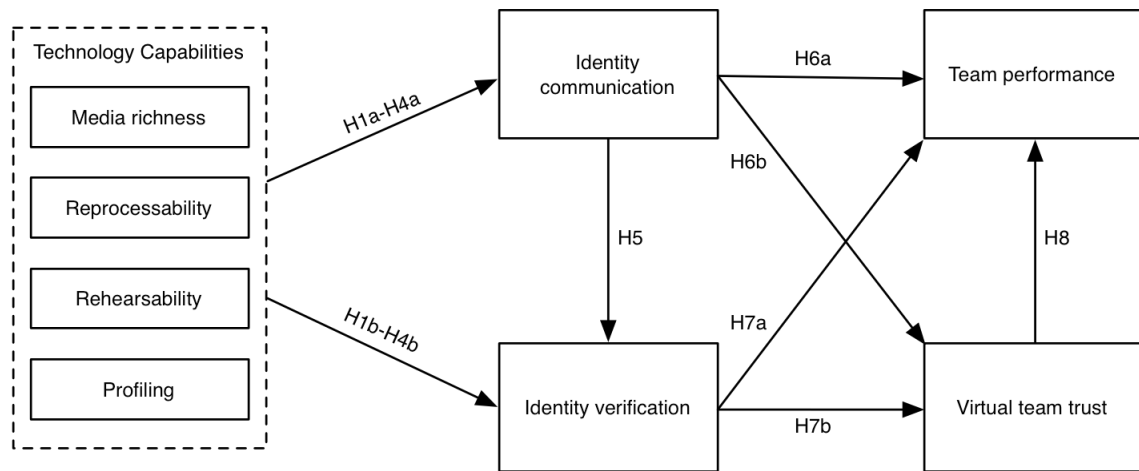 Technology Capabilities
Media richness
Reprocessability
Rehearsability
Profiling
H1a-H4a
H1b-H4b
Identity
communication
H5
Identity verification
H6a
H6b
H7a
H7b
Team performance
H8
Virtual team trust